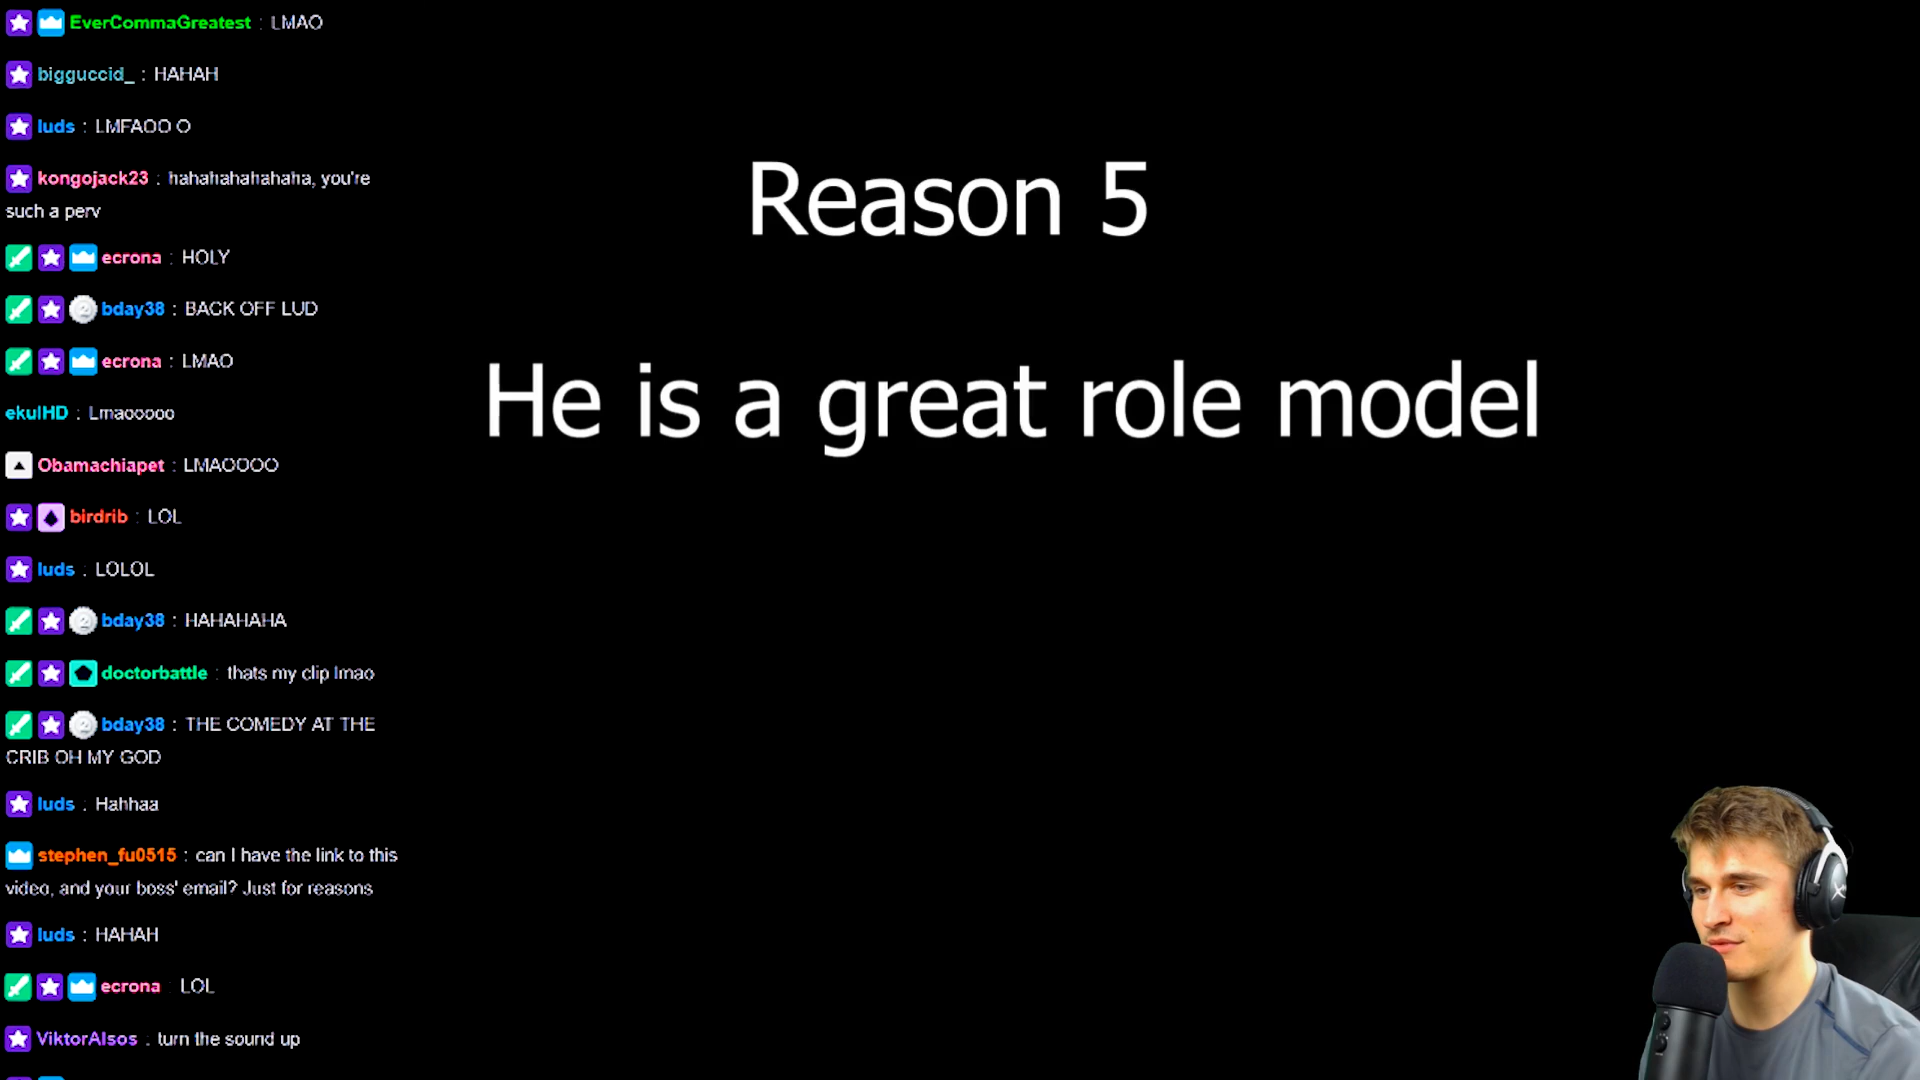 EverCommaGreatest : LMAO
bigguccid_ : HAHAH
luds : LMFAOO O
kongojack23 : hahahahahahaha, you're
such a perv
ecrona : HOLY
bday38 : BACK OFF LUD
ecrona : LMAO
ekulHD : Lmaooooo
Obamachiapet : LMAOOOO
birdrib : LOL
luds : LOLOL
bday38 : HAHAHAHA
doctorbattle : thats my clip lmao
bday38 : THE COMEDY AT THE
CRIB OH MY GOD
luds : Hahhaa
stephen_fu0515 : can I have the link to this
video, and your boss' email? Just for reasons
luds : HAHAH
ecrona : LOL
ViktorAlsos : turn the sound up
Reason 5
He is a great role model